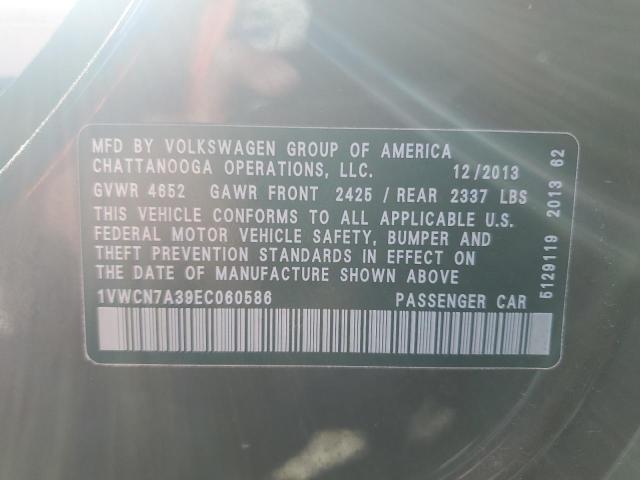 MFD BY VOLKSWAGEN GROUP OF AMERICA
CHATTANOOGA OPERATIONS, LLC. 12/2013
GVWR 4652 GAWR FRONT 2425 / REAR 2337 LBS
THIS VEHICLE CONFORMS TO ALL APPLICABLE U.S.
FEDERAL MOTOR VEHICLE SAFETY, BUMPER AND
THEFT PREVENTION STANDARDS IN EFFECT ON
THE DATE OF MANUFACTURE SHOWN ABOVE
1VWCN7A39EC060586 PASSENGER CAR
5129119 2013 62